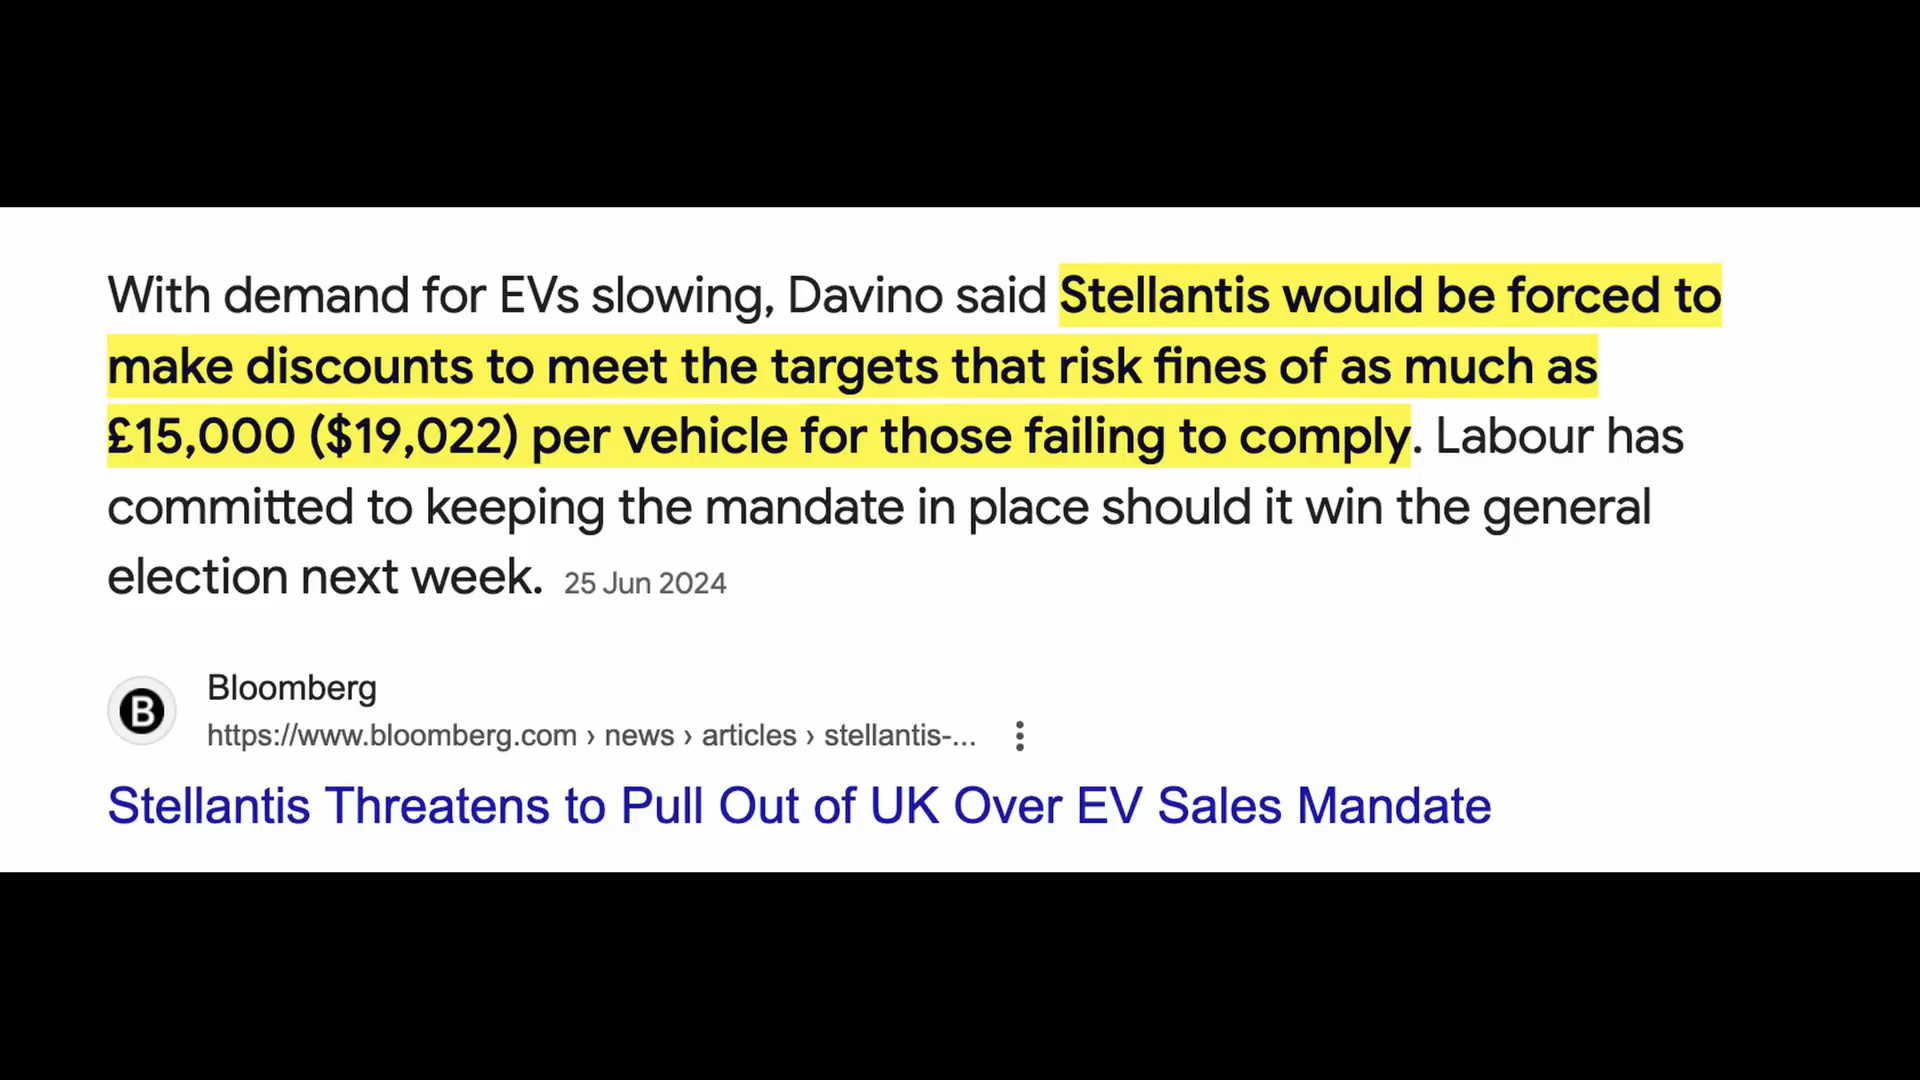 With demand for EVs slowing, Davino said Stellantis would be forced to
make discounts to meet the targets that risk fines of as much as
£15,000 ($19,022) per vehicle for those failing to comply. Labour has
committed to keeping the mandate in place should it win the general
election next week. 25 Jun 2024
B
Bloomberg
https://www.bloomberg.com › news › articles › stellantis-...
Stellantis Threatens to Pull Out of UK Over EV Sales Mandate